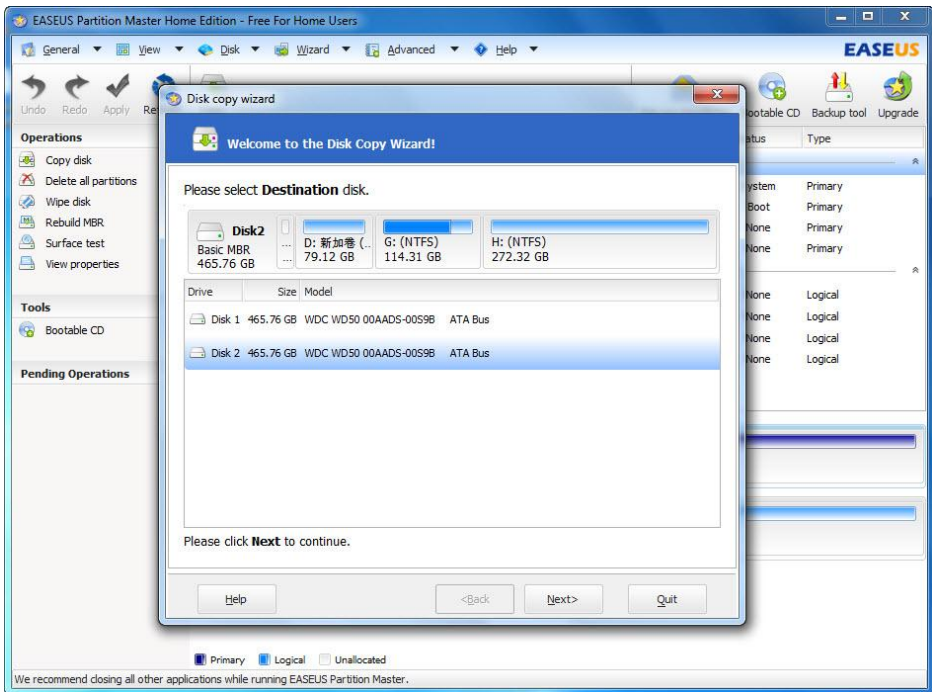 EASEUS Partition Master Home Edition - Free For Home Users
General View Disk Wizard Advanced Help
EASEUS
Undo Redo Apply
Bootable CD Backup tool Upgrade
Operations
Copy disk
Delete all partitions
Wipe disk
Rebuild MBR
Surface test
View properties
Tools
Bootable CD
Pending Operations
Disk copy wizard
Welcome to the Disk Copy Wizard!
Please select Destination disk.
Disk2
Basic MBR
465.76 GB
...
...
D: 新加卷 (..
79.12 GB
G: (NTFS)
114.31 GB
H: (NTFS)
272.32 GB
Drive Size Model
Disk 1 465.76 GB WDC WD50 00AADS-00S9B ATA Bus
Disk 2 465.76 GB WDC WD50 00AADS-00S9B ATA Bus
Please click Next to continue.
Help <Back Next> Quit
Type
Primary
Boot Primary
None Primary
None Primary
None Logical
None Logical
None Logical
None Logical
Primary Logical Unallocated
We recommend closing all other applications while running EASEUS Partition Master.